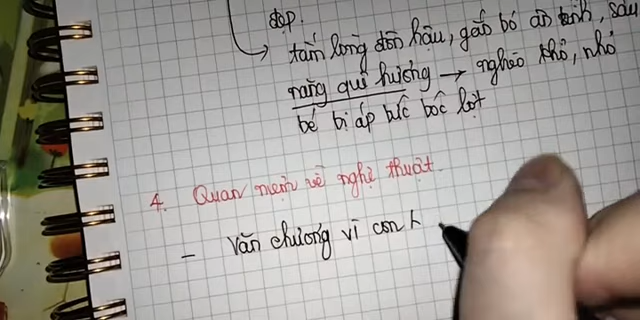 đẹp.
→ tấm lòng đôn hậu, gắn bó ân tình, sâu
nặng quê hương → nghèo khổ, nhỏ
bé bị áp bức bóc lột
4. Quan niệm về nghệ thuật.
- Văn chương vì con